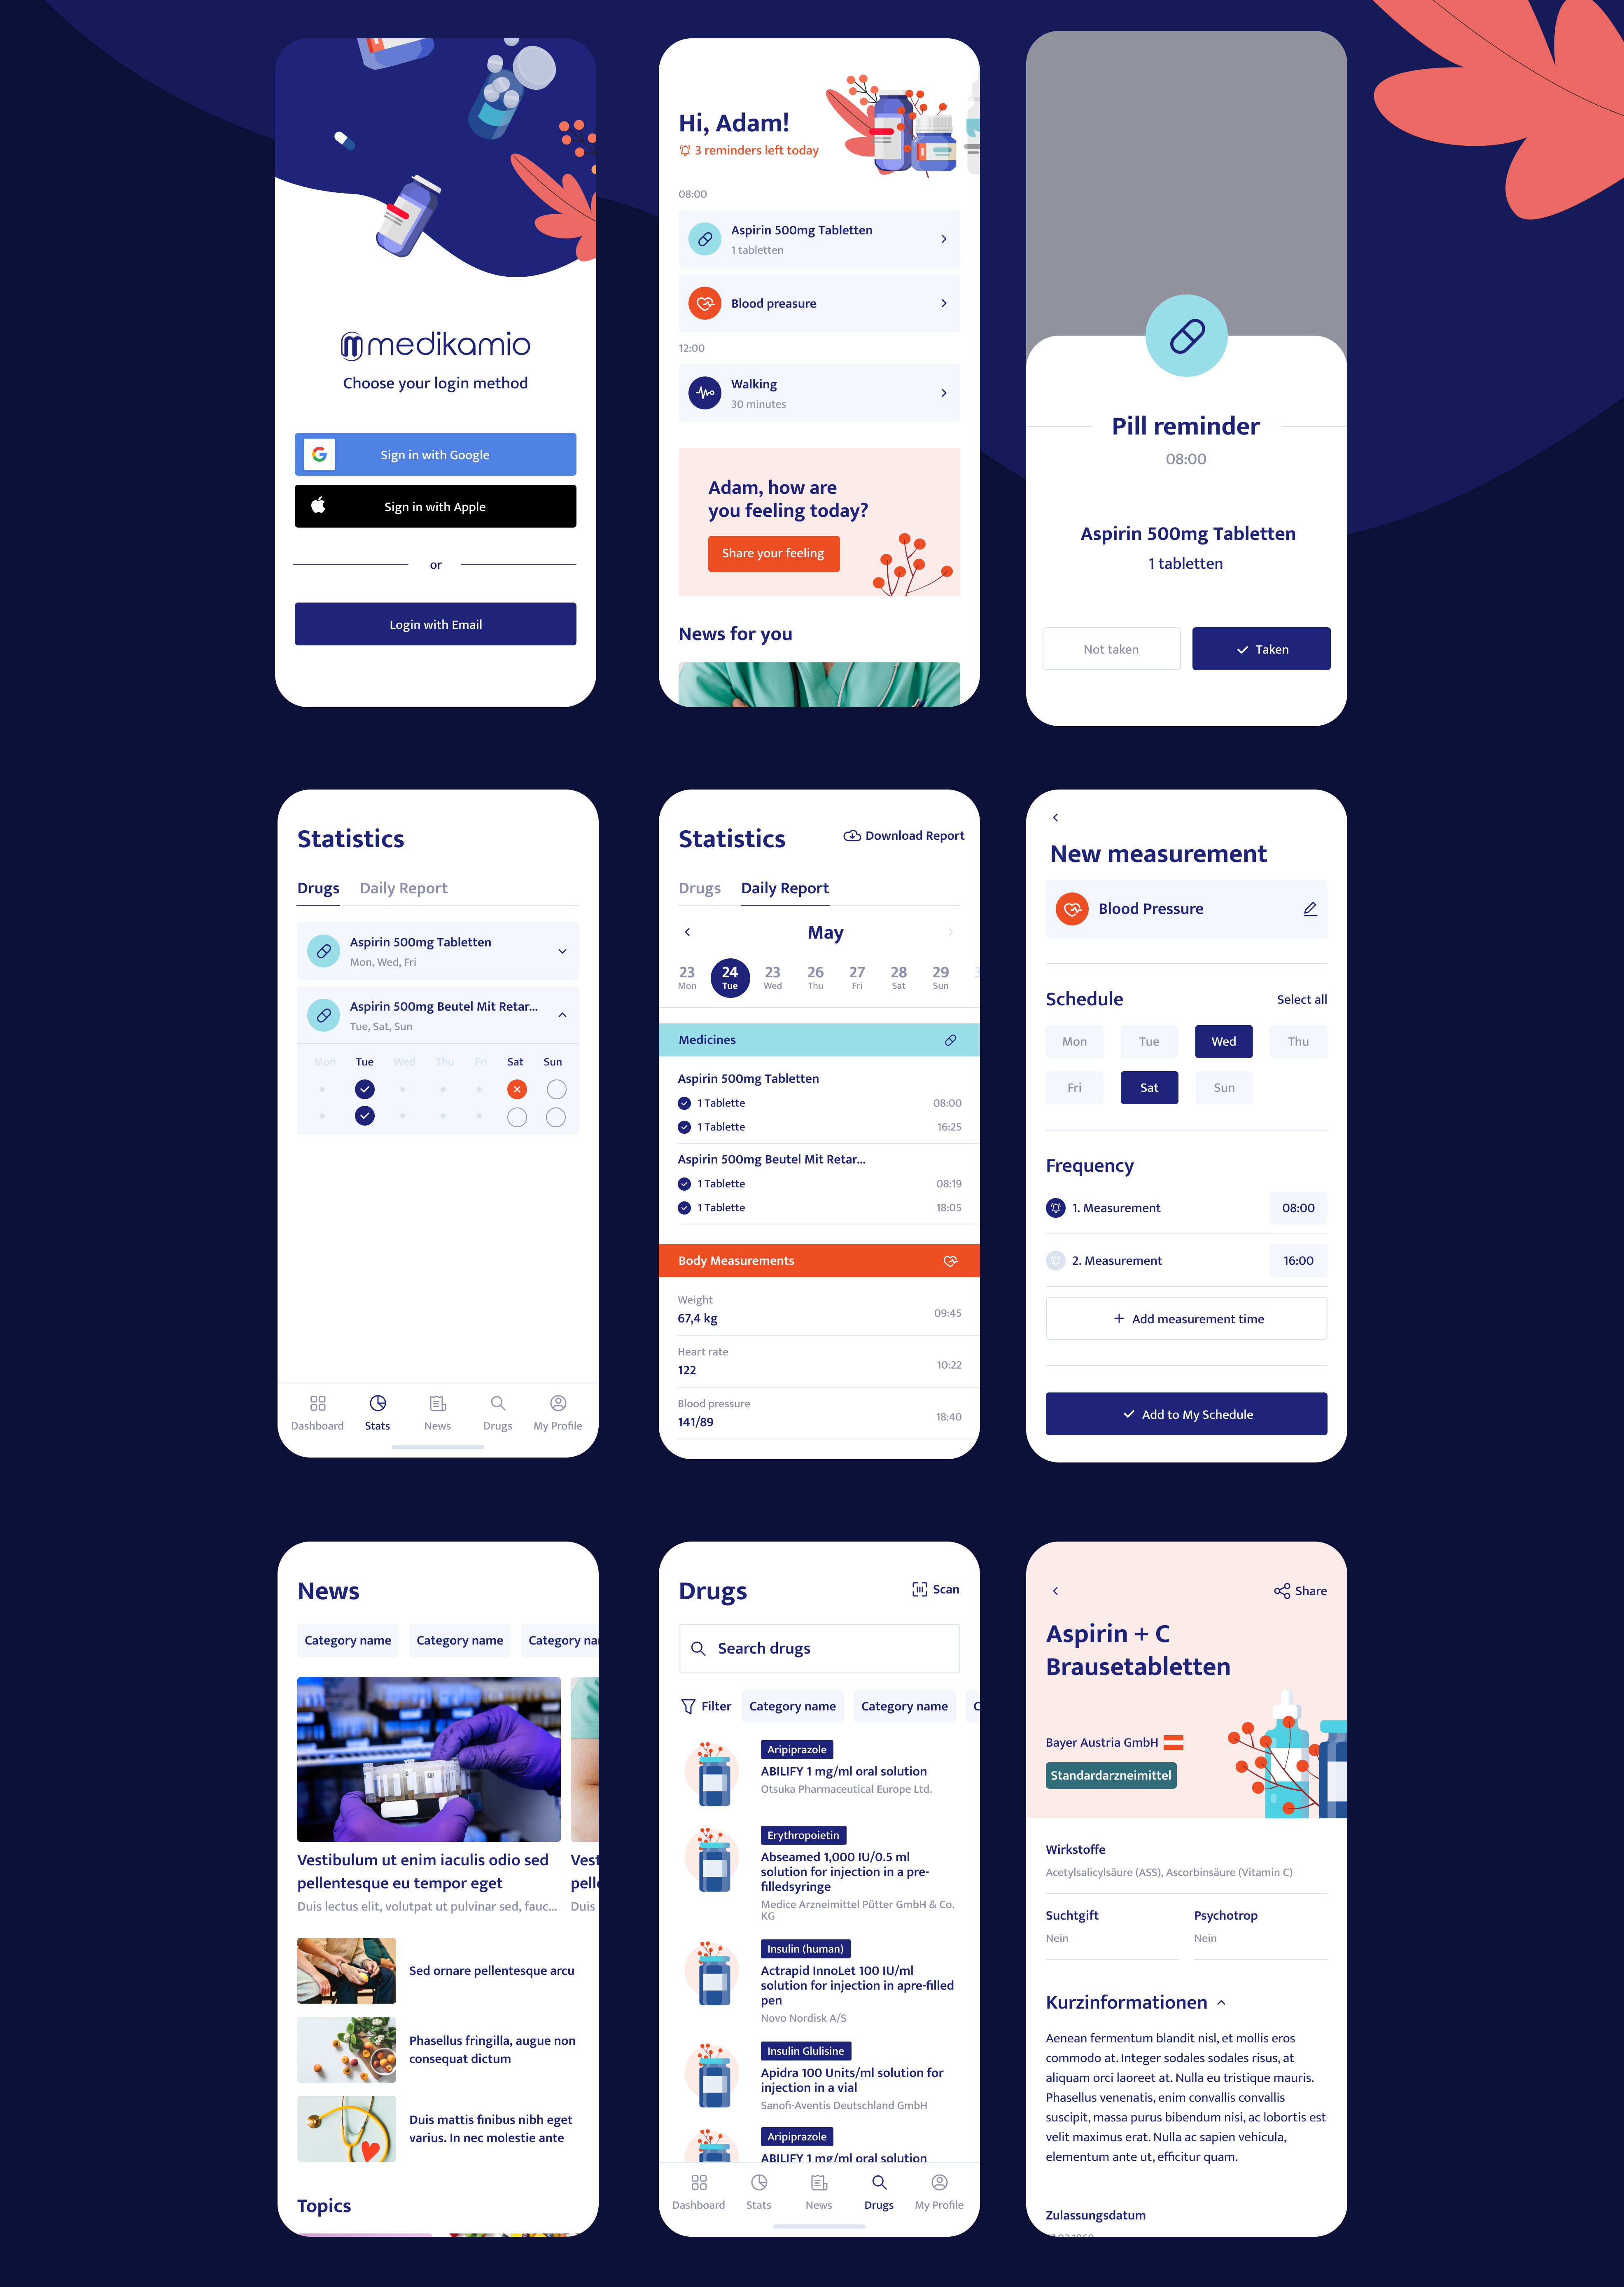 medikamio
Choose your login method
Sign in with Google
Sign in with Apple
or
Login with Email
Hi, Adam!
3 reminders left today
08:00
Aspirin 500mg Tabletten
1 tabletten
Blood preasure
12:00
Walking
30 minutes
Adam, how are
you feeling today?
Share your feeling
News for you
Pill reminder
08:00
Aspirin 500mg Tabletten
1 tabletten
Not taken
Taken
Statistics
Drugs Daily Report
Aspirin 500mg Tabletten
Mon, Wed, Fri
Aspirin 500mg Beutel Mit Retar...
Tue, Sat, Sun
Mon Tue Wed Thu Fri Sat Sun
Dashboard Stats News Drugs My Profile
Statistics Download Report
Drugs Daily Report
May
23 24 23 26 27 28 29
Mon Tue Wed Thu Fri Sat Sun
Medicines
Aspirin 500mg Tabletten
1 Tablette 08:00
1 Tablette 16:25
Aspirin 500mg Beutel Mit Retar...
1 Tablette 08:19
1 Tablette 18:05
Body Measurements
Weight
67,4 kg 09:45
Heart rate
122 10:22
Blood pressure
141/89 18:40
New measurement
Blood Pressure
Schedule Select all
Mon Tue Wed Thu
Fri Sat Sun
Frequency
1. Measurement 08:00
2. Measurement 16:00
+ Add measurement time
Add to My Schedule
News
Category name Category name Category na
Vestibulum ut enim iaculis odio sed
pellentesque eu tempor eget
Duis lectus elit, volutpat ut pulvinar sed, fauc...
Vest
pell
Duis
Sed ornare pellentesque arcu
Phasellus fringilla, augue non
consequat dictum
Duis mattis finibus nibh eget
varius. In nec molestie ante
Topics
Drugs Scan
Search drugs
Filter Category name Category name C
Aripiprazole
ABILIFY 1 mg/ml oral solution
Otsuka Pharmaceutical Europe Ltd.
Erythropoietin
Abseamed 1,000 IU/0.5 ml
solution for injection in a pre-
filledsyringe
Medice Arzneimittel Pütter GmbH & Co.
KG
Insulin (human)
Actrapid InnoLet 100 IU/ml
solution for injection in apre-filled
pen
Novo Nordisk A/S
Insulin Glulisine
Apidra 100 Units/ml solution for
injection in a vial
Sanofi-Aventis Deutschland GmbH
Aripiprazole
ABILIFY 1 mg/ml oral solution
Dashboard Stats News Drugs My Profile
Share
Aspirin + C
Brausetabletten
Bayer Austria GmbH
Standardarzneimittel
Wirkstoffe
Acetylsalicylsäure (ASS), Ascorbinsäure (Vitamin C)
Suchtgift Psychotrop
Nein Nein
Kurzinformationen
Aenean fermentum blandit nisl, et mollis eros
commodo at. Integer sodales sodales risus, at
aliquam orci laoreet at. Nulla eu tristique mauris.
Phasellus venenatis, enim convallis convallis
suscipit, massa purus bibendum nisi, ac lobortis est
velit maximus erat. Nulla ac sapien vehicula,
elementum ante ut, efficitur quam.
Zulassungsdatum